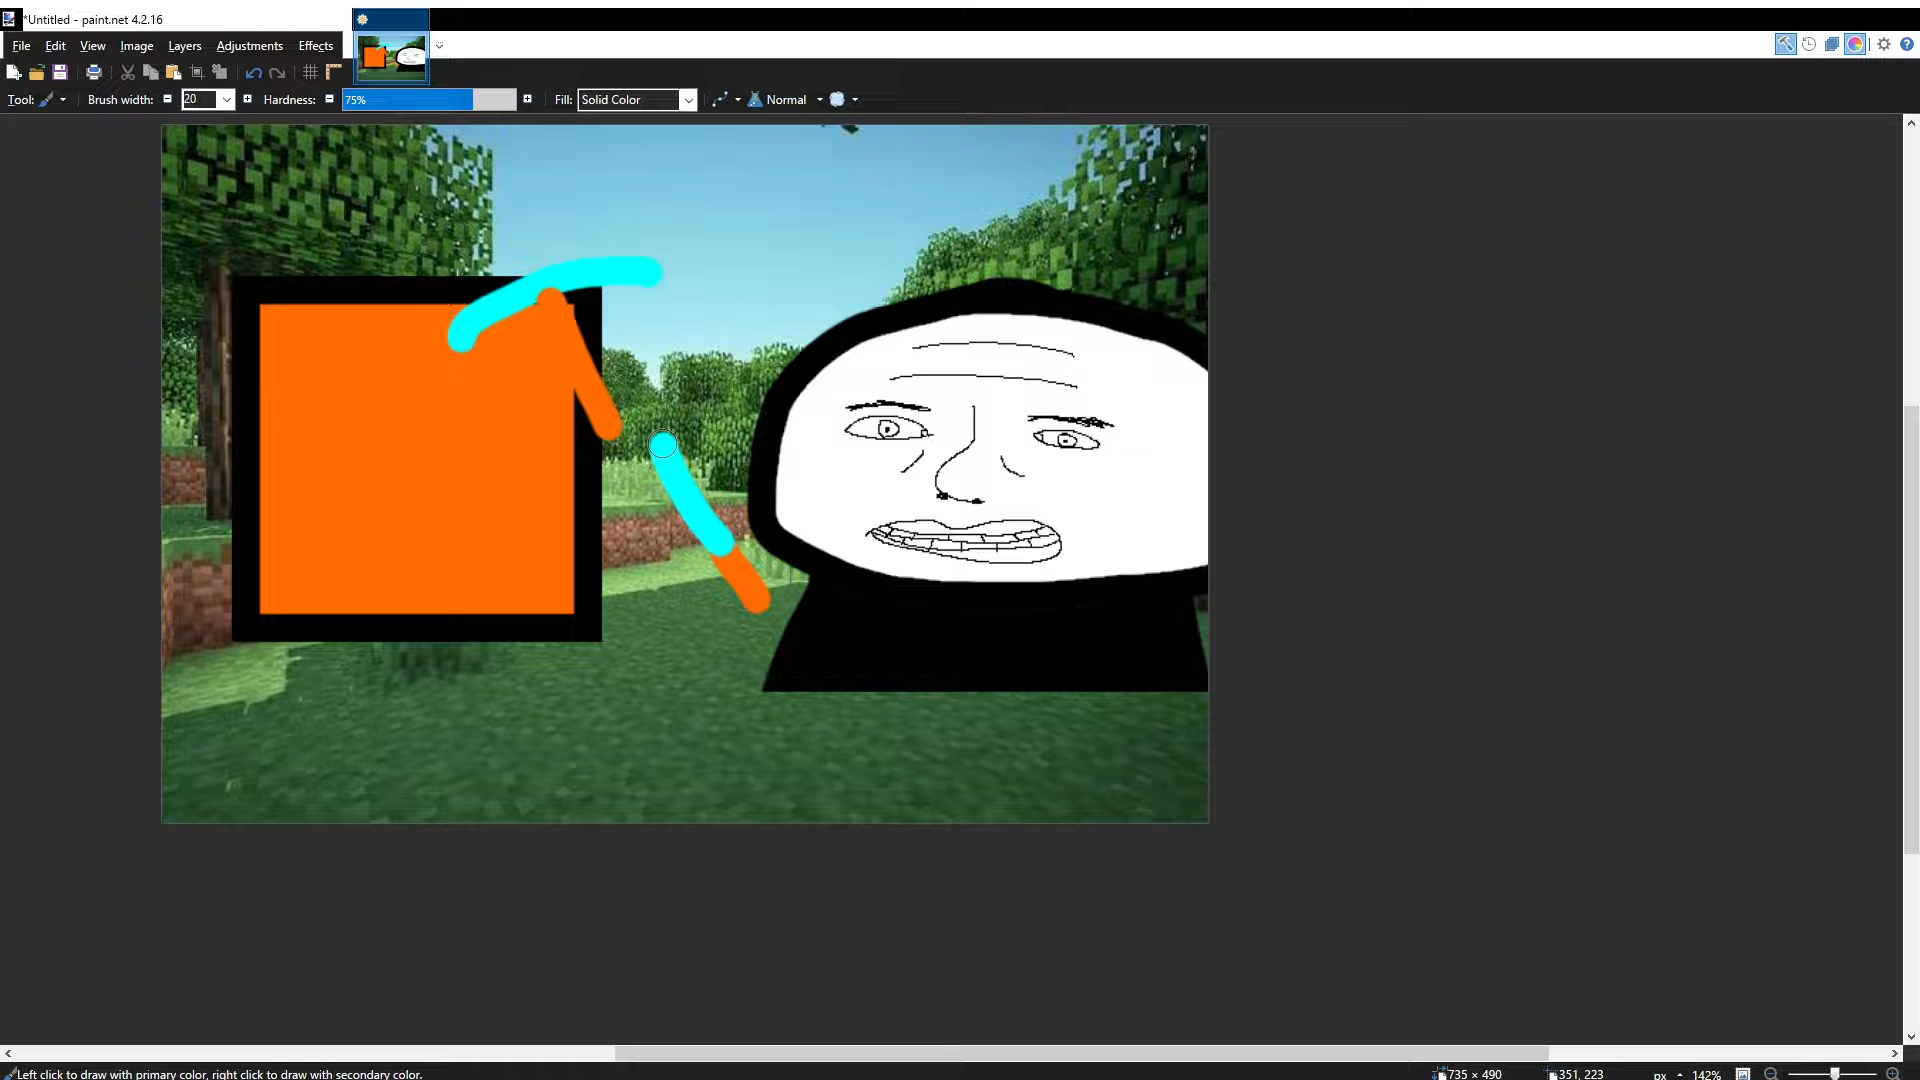 *Untitled - paint.net 4.2.16
File Edit View Image Layers Adjustments Effects
Tool: Brush width: 20 Hardness: 75% Fill: Solid Color Normal
Left click to draw with primary color, right click to draw with secondary color. 735 × 490 351, 223 px 142%